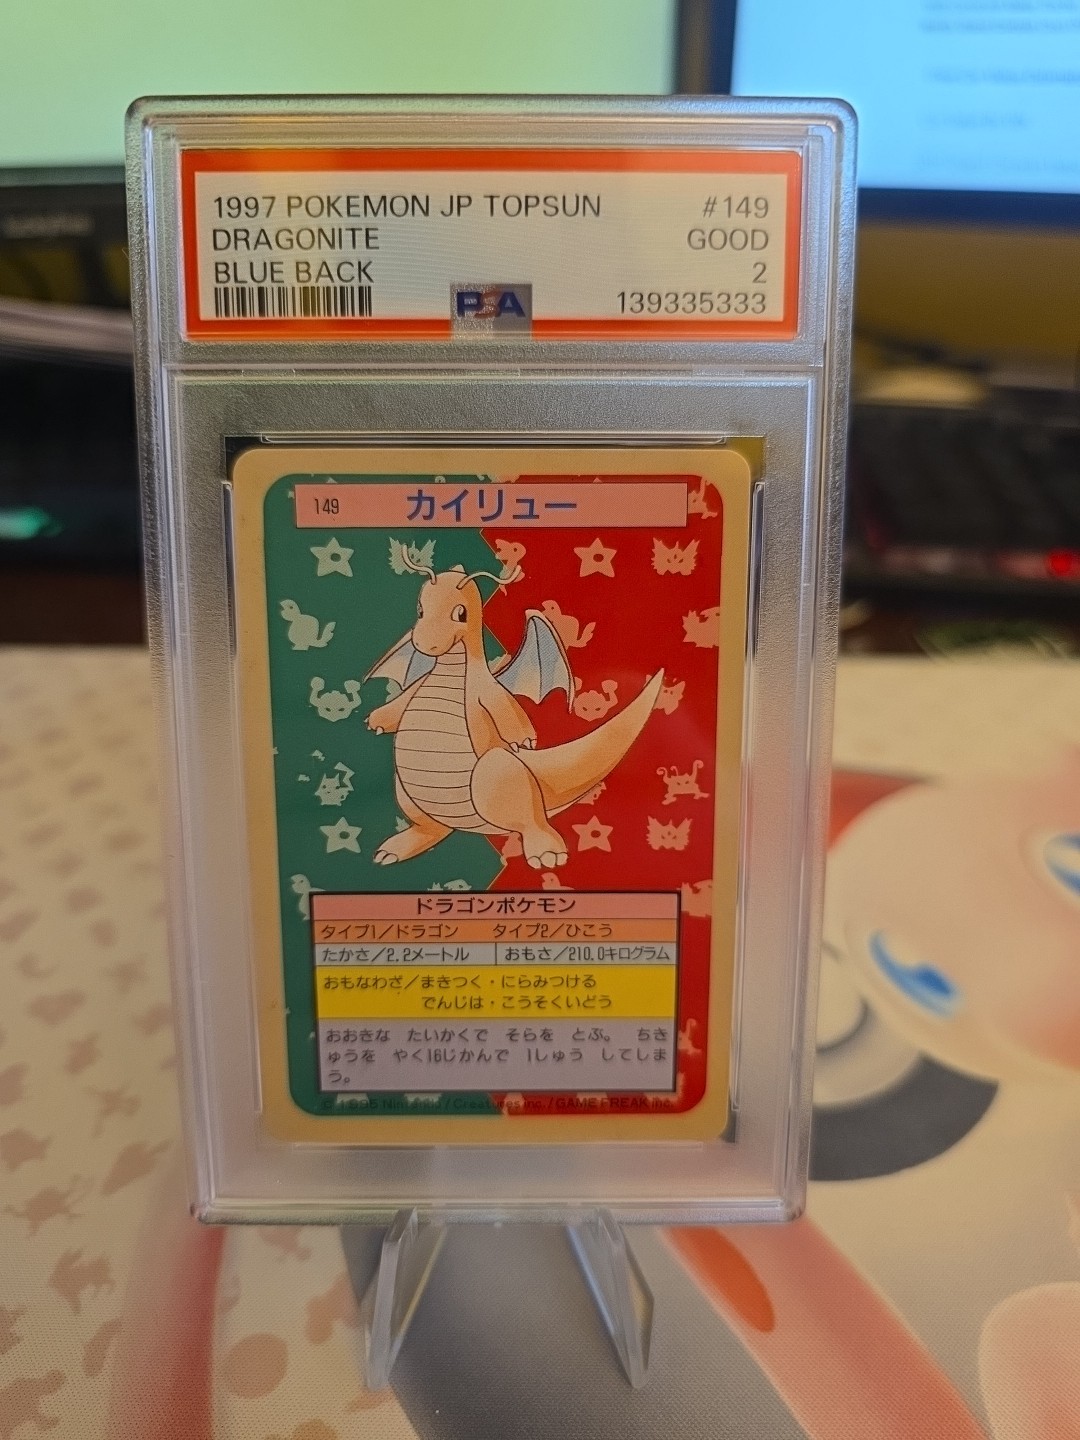 1997 POKEMON JP TOPSUN #149
DRAGONITE GOOD
BLUE BACK 2
PSA 139335333
149 カイリュー
ドラゴンポケモン
タイプ1/ドラゴン タイプ2/ひこう
たかさ/2.2メートル おもさ/210.0キログラム
おもなわざ/まきつく・にらみつける
でんじは・こうそくいどう
おおきな たいかくで そらを とぶ。 ちき
ゅうを やく16じかんで 1しゅう してしま
う。
© 1995 Nintendo/Creatures inc./GAME FREAK inc.